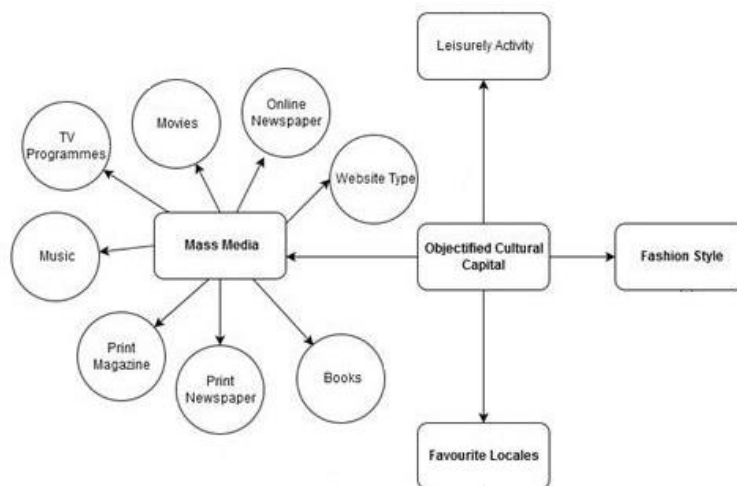 Leisurely Activity
Online
Newspaper
Movies
TV
Programmes
Website Type
Mass Media
Objectified Cultural
Capital
Fashion Style
Music
Print
Magazine
Print
Newspaper
Books
Favourite Locales